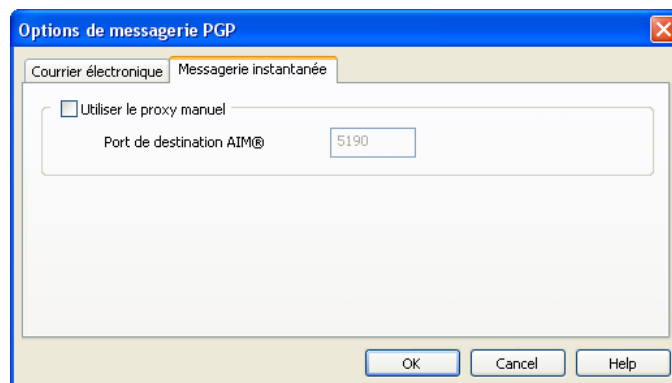 Options de messagerie PGP
Courrier électronique Messagerie instantanée
Utiliser le proxy manuel
Port de destination AIM® 5190
OK Cancel Help